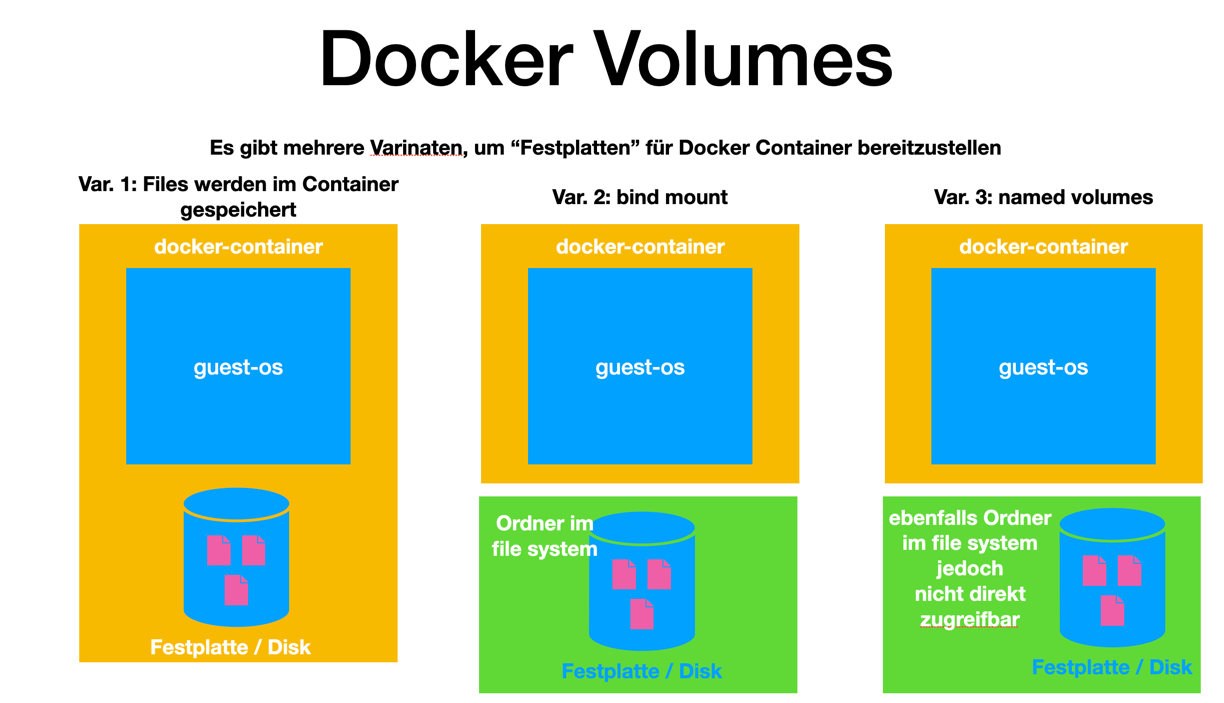 Docker Volumes
Es gibt mehrere Varinaten, um “Festplatten” für Docker Container bereitzustellen
Var. 1: Files werden im Container
gespeichert
docker-container
guest-os
Festplatte / Disk
Var. 2: bind mount
docker-container
guest-os
Ordner im
file system
Festplatte / Disk
Var. 3: named volumes
docker-container
guest-os
ebenfalls Ordner
im file system
jedoch
nicht direkt
zugreifbar
Festplatte / Disk